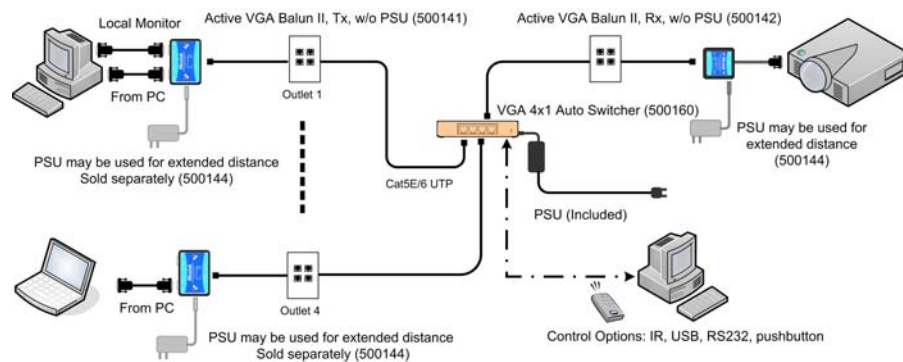 Local Monitor
Active VGA Balun II, Tx, w/o PSU (500141)
Active VGA Balun II, Rx, w/o PSU (500142)
From PC
Outlet 1
VGA 4x1 Auto Switcher (500160)
PSU may be used for extended distance
Sold separately (500144)
PSU may be used for
extended distance
(500144)
Cat5E/6 UTP
PSU (Included)
From PC
Outlet 4
PSU may be used for extended distance
Sold separately (500144)
Control Options: IR, USB, RS232, pushbutton